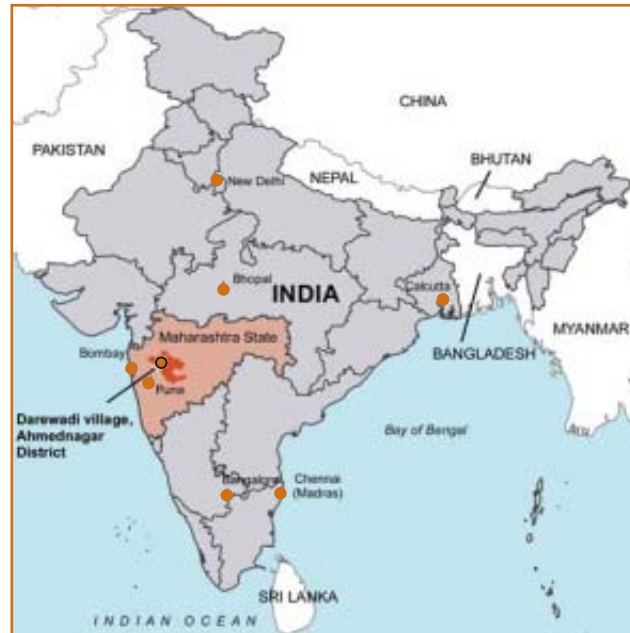 CHINA
PAKISTAN
BHUTAN
NEPAL
New Delhi
Bhopal
INDIA
Calcutta
MYANMAR
Maharashtra State
Bombay
BANGLADESH
Pune
Darewadi village,
Ahmednagar
District
Bay of Bengal
Bangalore
Chennai
(Madras)
SRI LANKA
INDIAN OCEAN